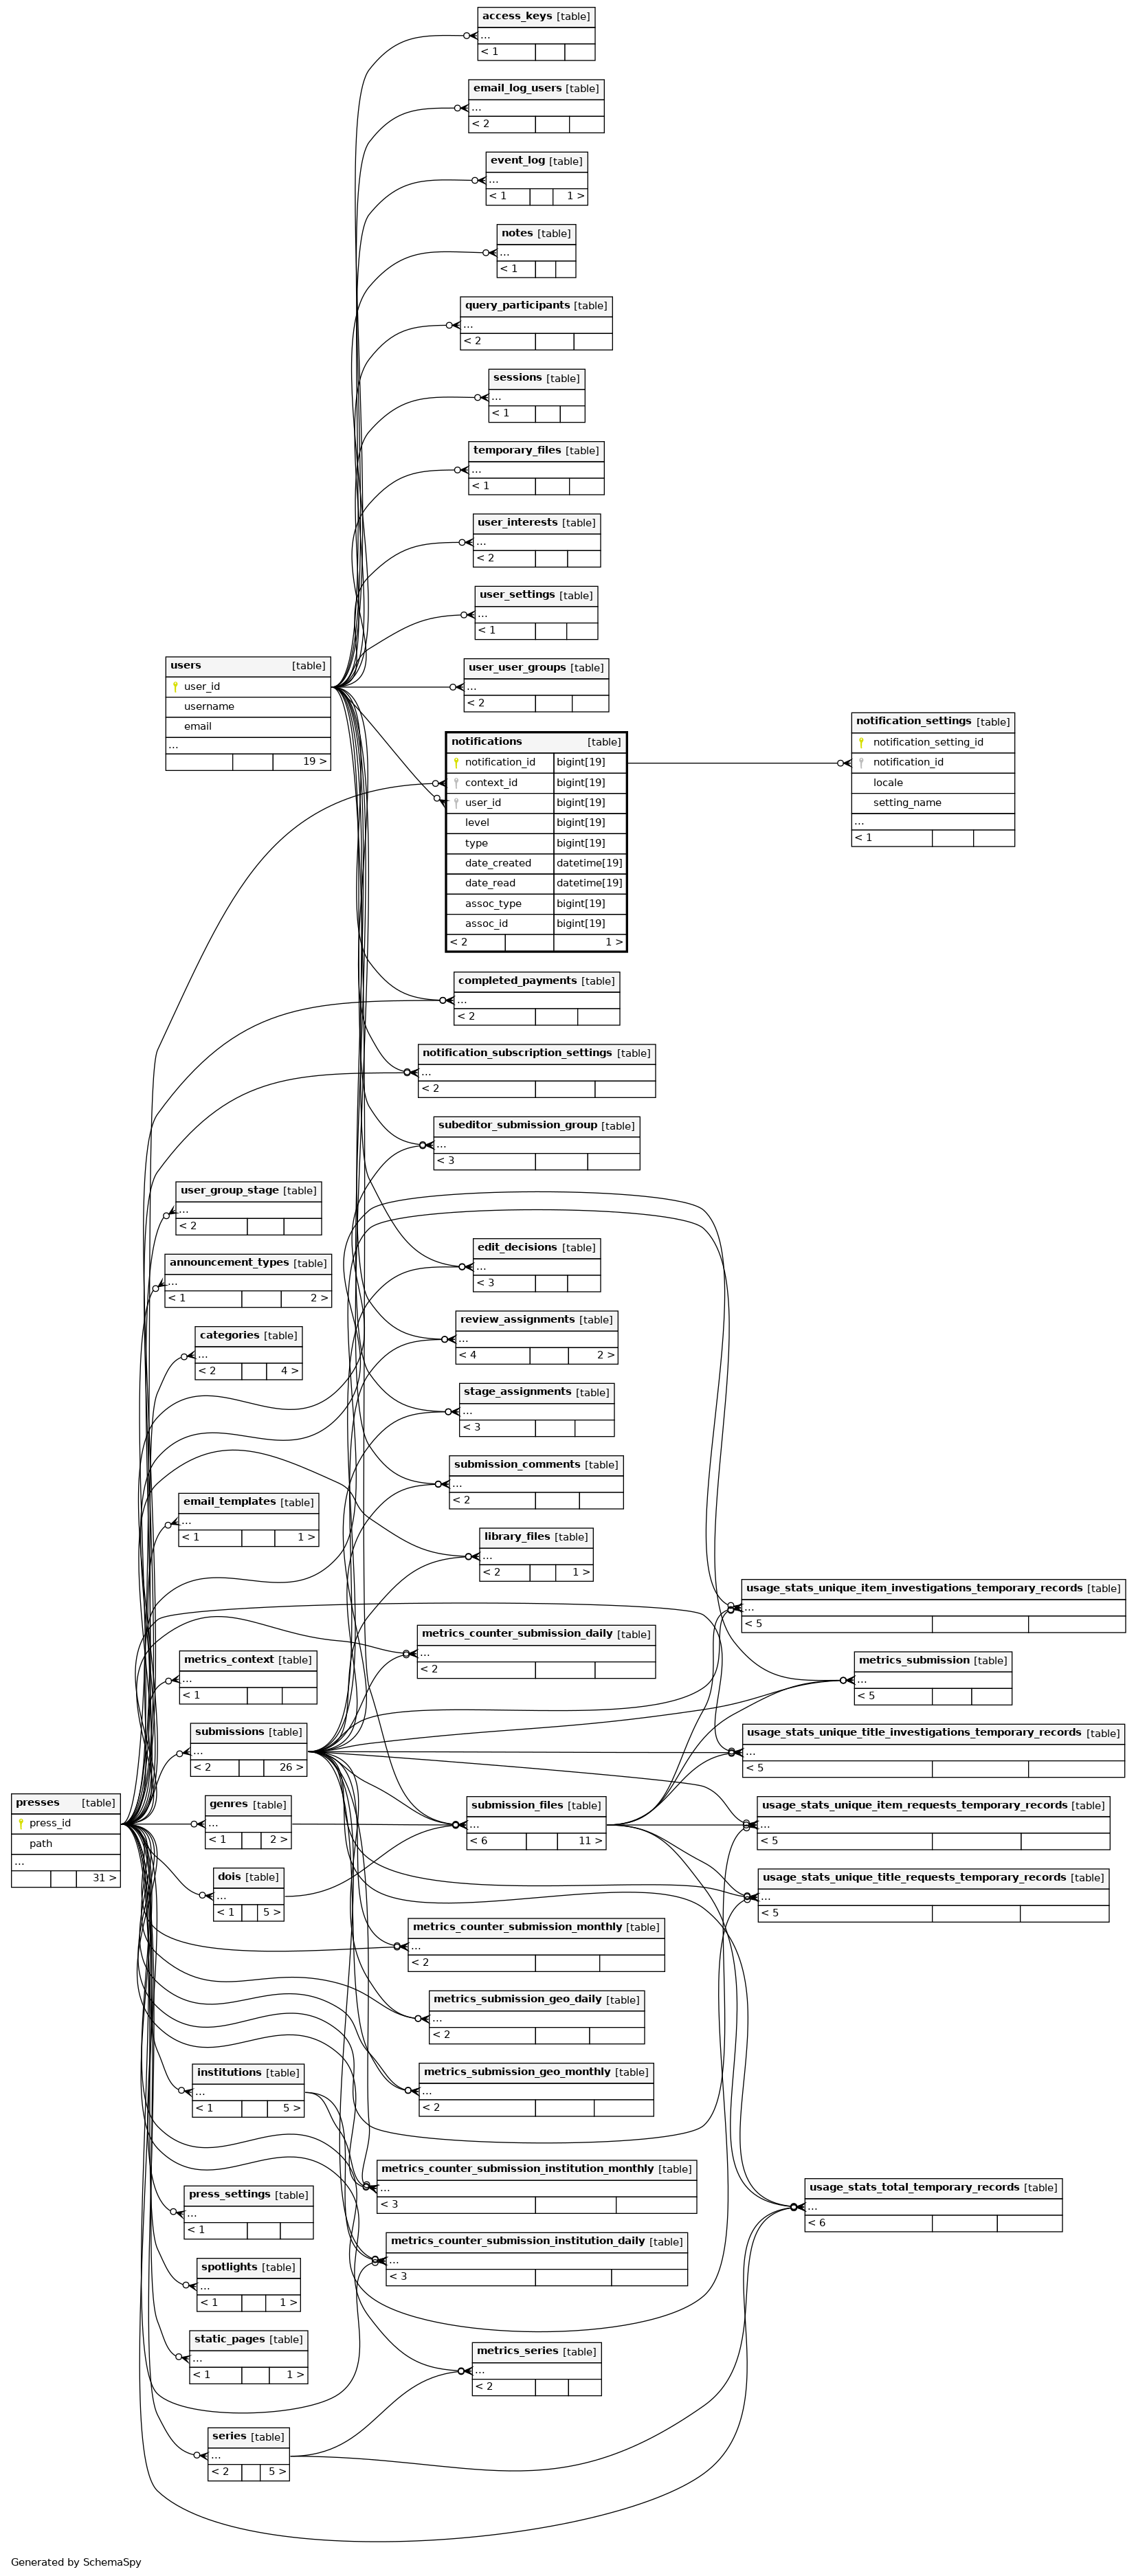 access_keys [table]
...
< 1
email_log_users [table]
...
< 2
event_log [table]
...
< 1 1 >
notes [table]
...
< 1
query_participants [table]
...
< 2
sessions [table]
...
< 1
temporary_files [table]
...
< 1
user_interests [table]
...
< 2
user_settings [table]
...
< 1
users [table]
user_id
username
email
...
19 >
user_user_groups [table]
...
< 2
notifications [table]
notification_id bigint[19]
context_id bigint[19]
user_id bigint[19]
level bigint[19]
type bigint[19]
date_created datetime[19]
date_read datetime[19]
assoc_type bigint[19]
assoc_id bigint[19]
< 2 1 >
notification_settings [table]
notification_setting_id
notification_id
locale
setting_name
...
< 1
completed_payments [table]
...
< 2
notification_subscription_settings [table]
...
< 2
subeditor_submission_group [table]
...
< 3
user_group_stage [table]
...
< 2
announcement_types [table]
...
< 1 2 >
categories [table]
...
< 2 4 >
edit_decisions [table]
...
< 3
review_assignments [table]
...
< 4 2 >
stage_assignments [table]
...
< 3
submission_comments [table]
...
< 2
email_templates [table]
...
< 1 1 >
library_files [table]
...
< 2 1 >
metrics_counter_submission_daily [table]
...
< 2
usage_stats_unique_item_investigations_temporary_records [table]
...
< 5
metrics_context [table]
...
< 1
metrics_submission [table]
...
< 5
submissions [table]
...
< 2 26 >
usage_stats_unique_title_investigations_temporary_records [table]
...
< 5
presses [table]
press_id
path
...
31 >
genres [table]
...
< 1 2 >
submission_files [table]
...
< 6 11 >
usage_stats_unique_item_requests_temporary_records [table]
...
< 5
dois [table]
...
< 1 5 >
usage_stats_unique_title_requests_temporary_records [table]
...
< 5
metrics_counter_submission_monthly [table]
...
< 2
metrics_submission_geo_daily [table]
...
< 2
institutions [table]
...
< 1 5 >
metrics_submission_geo_monthly [table]
...
< 2
metrics_counter_submission_institution_monthly [table]
...
< 3
press_settings [table]
...
< 1
usage_stats_total_temporary_records [table]
...
< 6
metrics_counter_submission_institution_daily [table]
...
< 3
spotlights [table]
...
< 1 1 >
static_pages [table]
...
< 1 1 >
metrics_series [table]
...
< 2
series [table]
...
< 2 5 >
Generated by SchemaSpy